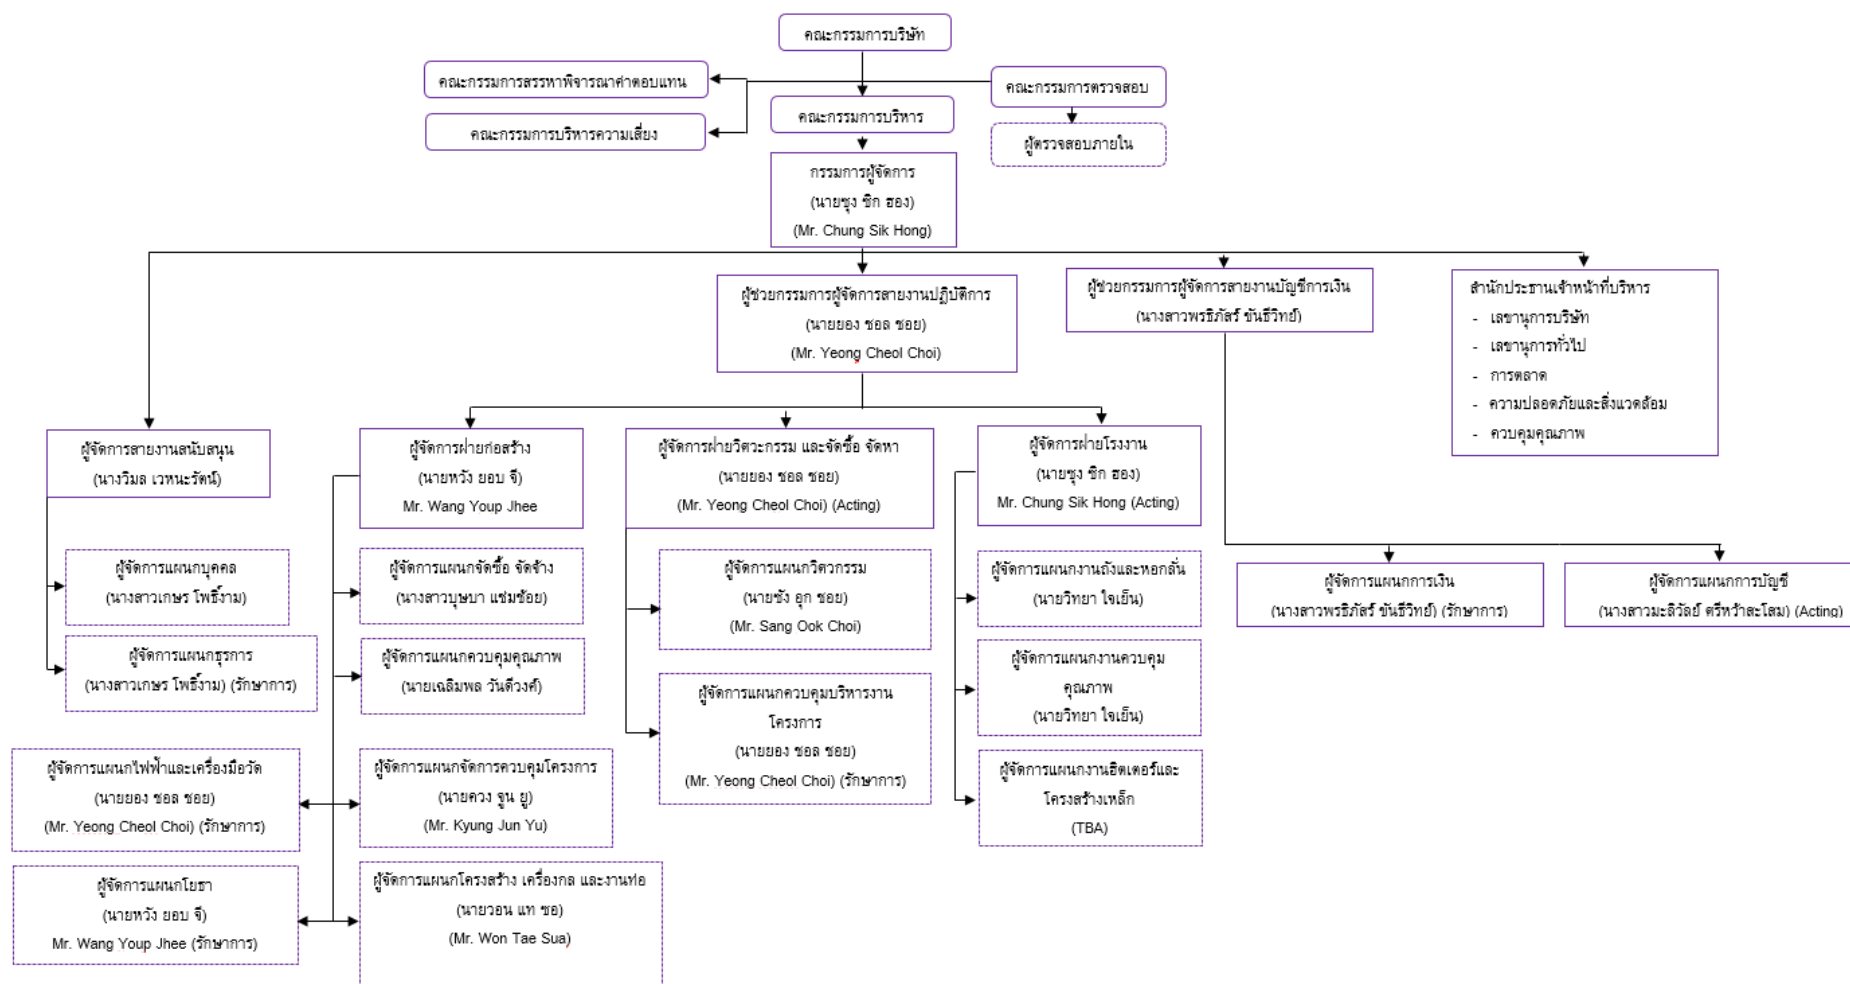 คณะกรรมการบริษัท
คณะกรรมการสรรหาพิจารณาค่าตอบแทน
คณะกรรมการตรวจสอบ
คณะกรรมการบริหาร
คณะกรรมการบริหารความเสี่ยง
ผู้ตรวจสอบภายใน
กรรมการผู้จัดการ
(นายชุง ซิก ฮอง)
(Mr. Chung Sik Hong)
ผู้ช่วยกรรมการผู้จัดการสายงานปฏิบัติการ
(นายยอง ชอล ชอย)
(Mr. Yeong Cheol Choi)
ผู้ช่วยกรรมการผู้จัดการสายงานบัญชีการเงิน
(นางสาวพรธิภัสร์ ขันธีวิทย์)
สำนักประธานเจ้าหน้าที่บริหาร
- เลขานุการบริษัท
- เลขานุการทั่วไป
- การตลาด
- ความปลอดภัยและสิ่งแวดล้อม
- ควบคุมคุณภาพ
ผู้จัดการสายงานสนับสนุน
(นางวิมล เวหนะรัตน์)
ผู้จัดการฝ่ายก่อสร้าง
(นายหวัง ยอบ จี)
Mr. Wang Youp Jhee
ผู้จัดการฝ่ายวิศวะกรรม และจัดซื้อ จัดหา
(นายยอง ชอล ชอย)
(Mr. Yeong Cheol Choi) (Acting)
ผู้จัดการฝ่ายโรงงาน
(นายชุง ซิก ฮอง)
Mr. Chung Sik Hong (Acting)
ผู้จัดการแผนกบุคคล
(นางสาวเกษร โพธิ์งาม)
ผู้จัดการแผนกจัดซื้อ จัดจ้าง
(นางสาวบุษบา แช่มช้อย)
ผู้จัดการแผนกวิศวกรรม
(นายซัง อุก ชอย)
(Mr. Sang Ook Choi)
ผู้จัดการแผนกงานถังและหอกลั่น
(นายวิทยา ใจเย็น)
ผู้จัดการแผนกการเงิน
(นางสาวพรธิภัสร์ ขันธีวิทย์) (รักษาการ)
ผู้จัดการแผนกการบัญชี
(นางสาวมะลิวัลย์ ศรีหว้าสะโสม) (Acting)
ผู้จัดการแผนกธุรการ
(นางสาวเกษร โพธิ์งาม) (รักษาการ)
ผู้จัดการแผนกควบคุมคุณภาพ
(นายเฉลิมพล วันดีวงศ์)
ผู้จัดการแผนกควบคุมบริหารงาน
โครงการ
(นายยอง ชอล ชอย)
(Mr. Yeong Cheol Choi) (รักษาการ)
ผู้จัดการแผนกงานควบคุม
คุณภาพ
(นายวิทยา ใจเย็น)
ผู้จัดการแผนกไฟฟ้าและเครื่องมือวัด
(นายยอง ชอล ชอย)
(Mr. Yeong Cheol Choi) (รักษาการ)
ผู้จัดการแผนกจัดการควบคุมโครงการ
(นายควง จูน ยู)
(Mr. Kyung Jun Yu)
ผู้จัดการแผนกงานฮิตเตอร์และ
โครงสร้างเหล็ก
(TBA)
ผู้จัดการแผนกโยธา
(นายหวัง ยอบ จี)
Mr. Wang Youp Jhee (รักษาการ)
ผู้จัดการแผนกโครงสร้าง เครื่องกล และงานท่อ
(นายวอน แท ซอ)
(Mr. Won Tae Sua)